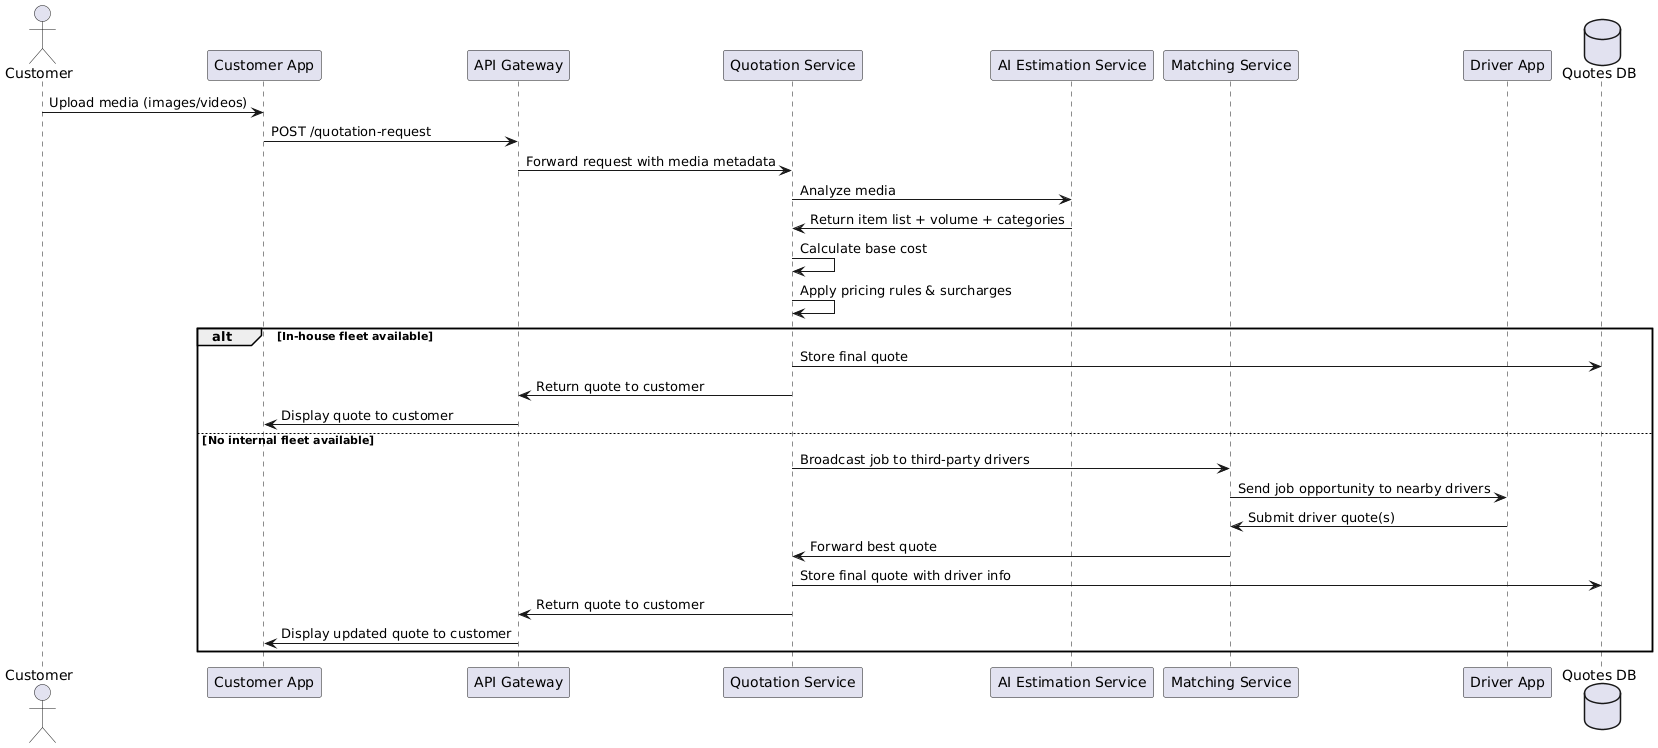 Customer
Customer App
API Gateway
Quotation Service
AI Estimation Service
Matching Service
Driver App
Quotes DB
Upload media (images/videos)
POST /quotation-request
Forward request with media metadata
Analyze media
Return item list + volume + categories
Calculate base cost
Apply pricing rules & surcharges
alt [In-house fleet available]
Store final quote
Return quote to customer
Display quote to customer
[No internal fleet available]
Broadcast job to third-party drivers
Send job opportunity to nearby drivers
Submit driver quote(s)
Forward best quote
Store final quote with driver info
Return quote to customer
Display updated quote to customer
Customer
Customer App
API Gateway
Quotation Service
AI Estimation Service
Matching Service
Driver App
Quotes DB